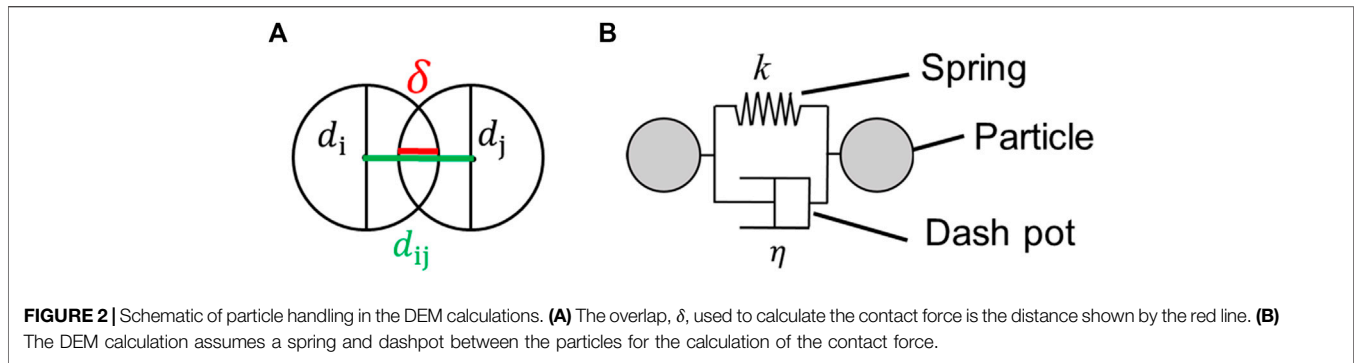 A
B
δ
k
Spring
d_i
d_j
Particle
d_ij
Dash pot
η
FIGURE 2 | Schematic of particle handling in the DEM calculations. (A) The overlap, δ, used to calculate the contact force is the distance shown by the red line. (B)
The DEM calculation assumes a spring and dashpot between the particles for the calculation of the contact force.